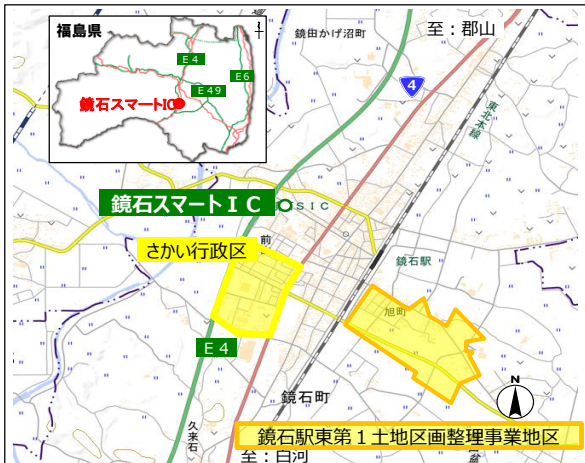 福島県
E4
E6
E49
鏡石スマートIC
鏡田かげ沼町
至：郡山
4
東北本線
鏡石スマートＩＣ
SIC
さかい行政区
前
鏡石駅
旭町
E4
鏡石町
N
久来石
鏡石駅東第１土地区画整理事業地区
至：白河